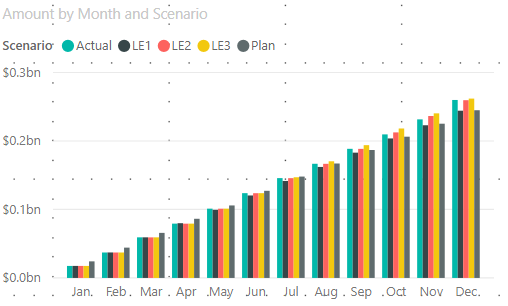 Amount by Month and Scenario
Scenario Actual LE1 LE2 LE3 Plan
$0.3bn
$0.2bn
$0.1bn
$0.0bn
Jan Feb Mar Apr May Jun Jul Aug Sep Oct Nov Dec